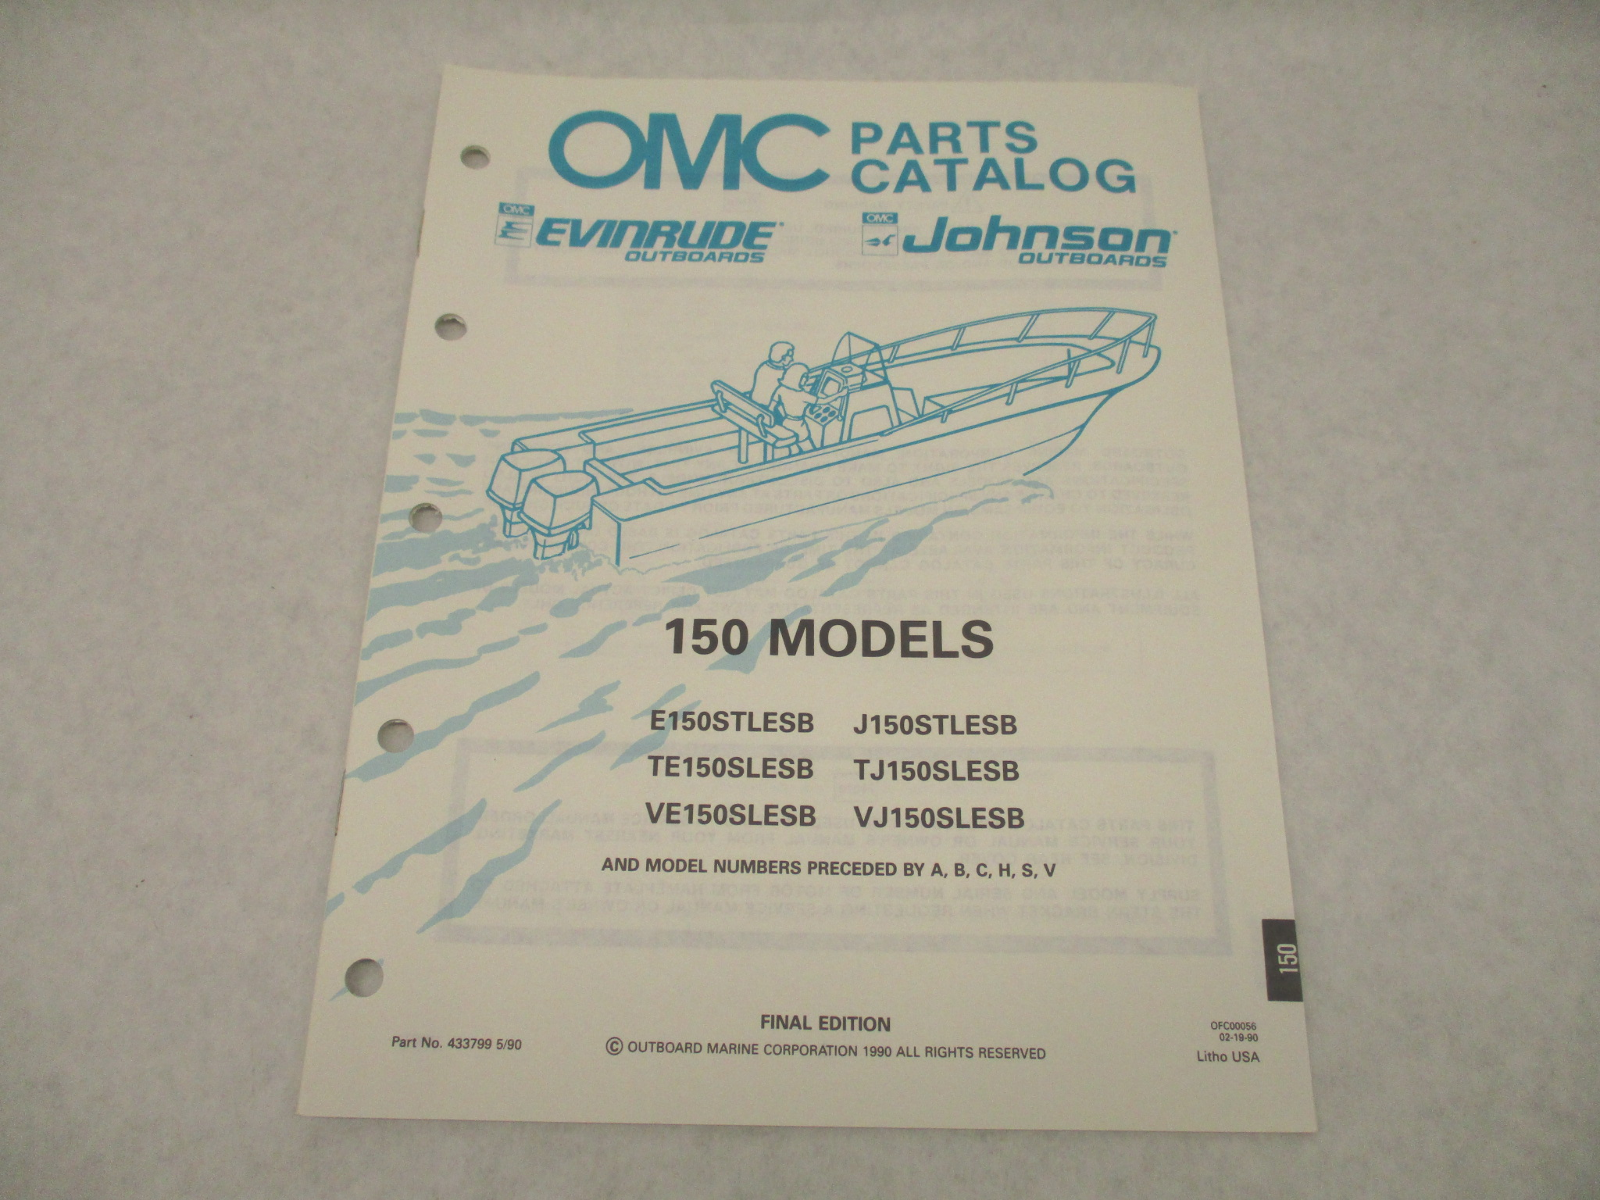 OMC PARTS CATALOG
OMC EVINRUDE OUTBOARDS
OMC Johnson OUTBOARDS
150 MODELS
E150STLESB J150STLESB
TE150SLESB TJ150SLESB
VE150SLESB VJ150SLESB
AND MODEL NUMBERS PRECEDED BY A, B, C, H, S, V
150
FINAL EDITION
Part No. 433799 5/90
© OUTBOARD MARINE CORPORATION 1990 ALL RIGHTS RESERVED
OFC00056
02-19-90
Litho USA